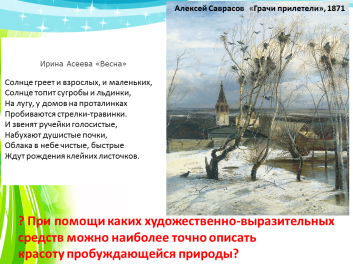 Алексей Саврасов «Грачи прилетели», 1871
Ирина Асеева «Весна»
Солнце греет и взрослых, и маленьких,
Солнце топит сугробы и льдинки,
На лугу, у домов на проталинках
Пробиваются стрелки-травинки.
И звенят ручейки голосистые,
Набухают душистые почки,
Облака в небе чистые, быстрые
Ждут рождения клейких листочков.
? При помощи каких художественно-выразительных
средств можно наиболее точно описать
красоту пробуждающейся природы?